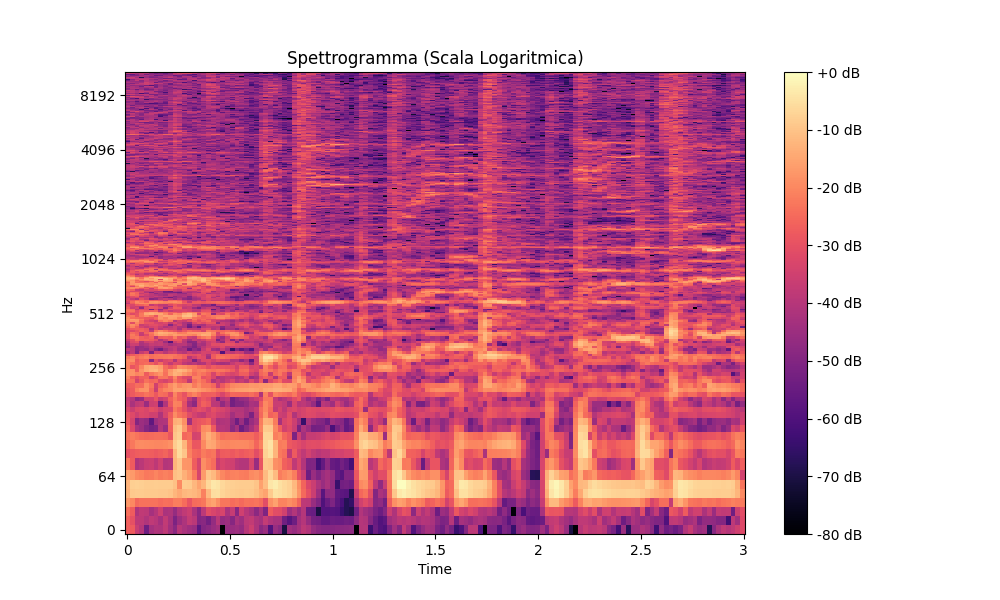 Spettrogramma (Scala Logaritmica)
Hz
8192
4096
2048
1024
512
256
128
64
0
0 0.5 1 1.5 2 2.5 3
Time
+0 dB
-10 dB
-20 dB
-30 dB
-40 dB
-50 dB
-60 dB
-70 dB
-80 dB